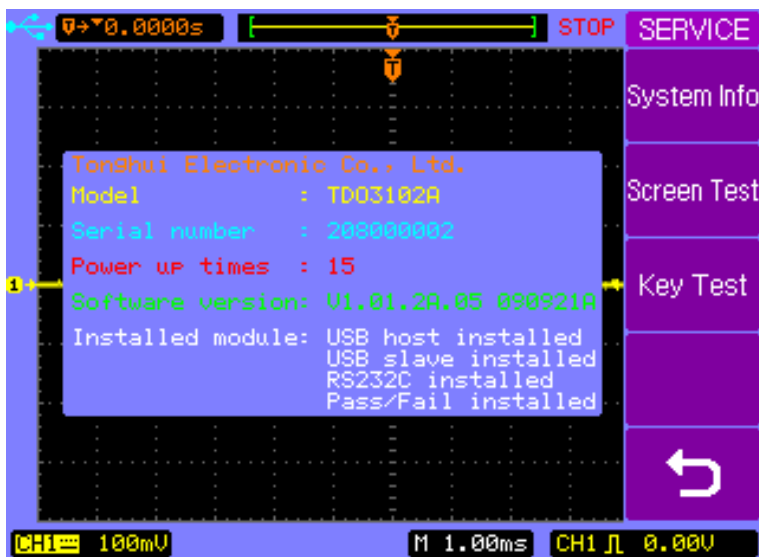 T→▼0.0000s
T
STOP
SERVICE
T
System Info
Tonghui Electronic Co., Ltd.
Model : TDO3102A
Screen Test
Serial number : 208000002
Power up times : 15
1
Key Test
Software version: V1.01.2A.05 090921A
Installed module: USB host installed
USB slave installed
RS232C installed
Pass/Fail installed
CH1 100mV
M 1.00ms
CH1 0.00V